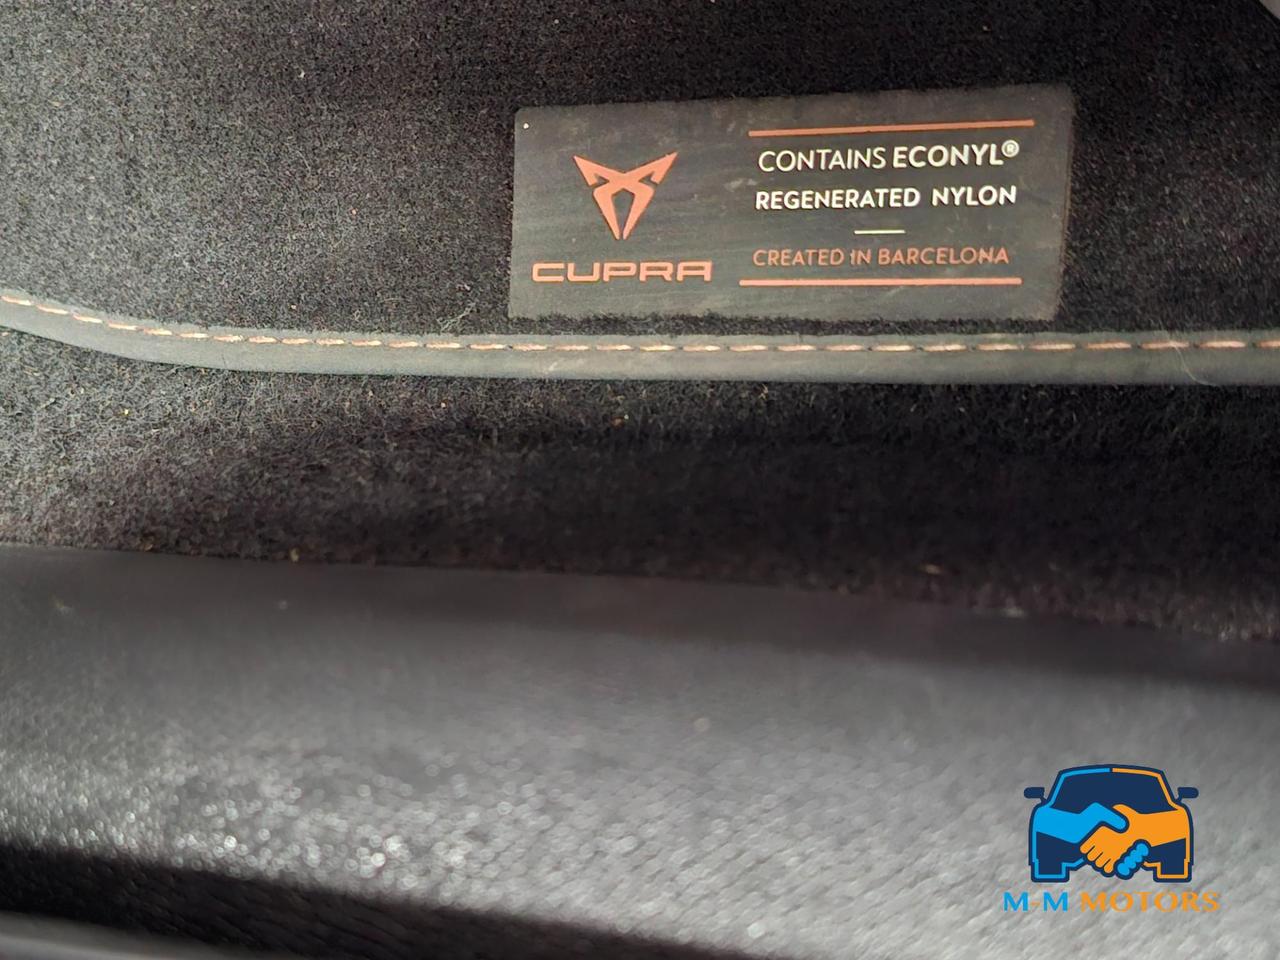 CONTAINS ECONYL®
REGENERATED NYLON
CREATED IN BARCELONA
CUPRA
M-M MOTORS